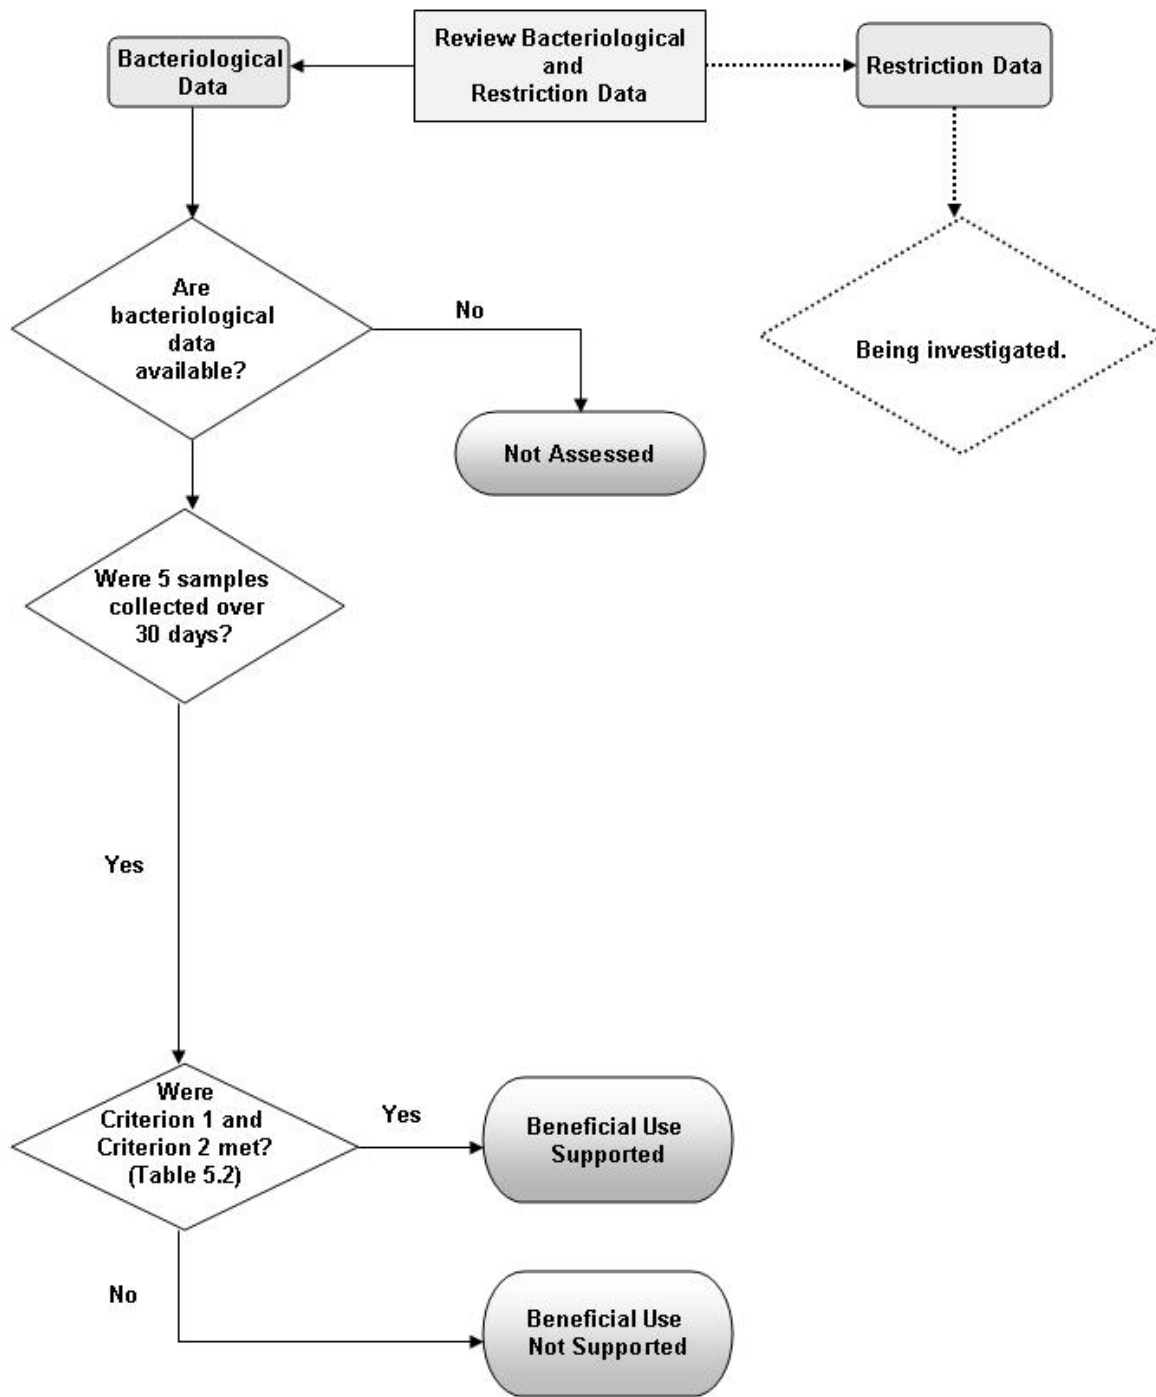 Review Bacteriological
and
Restriction Data
Bacteriological
Data
Restriction Data
Are
bacteriological
data
available?
No
Being investigated.
Not Assessed
Were 5 samples
collected over
30 days?
Yes
Were
Criterion 1 and
Criterion 2 met?
(Table 5.2)
Yes
Beneficial Use
Supported
No
Beneficial Use
Not Supported